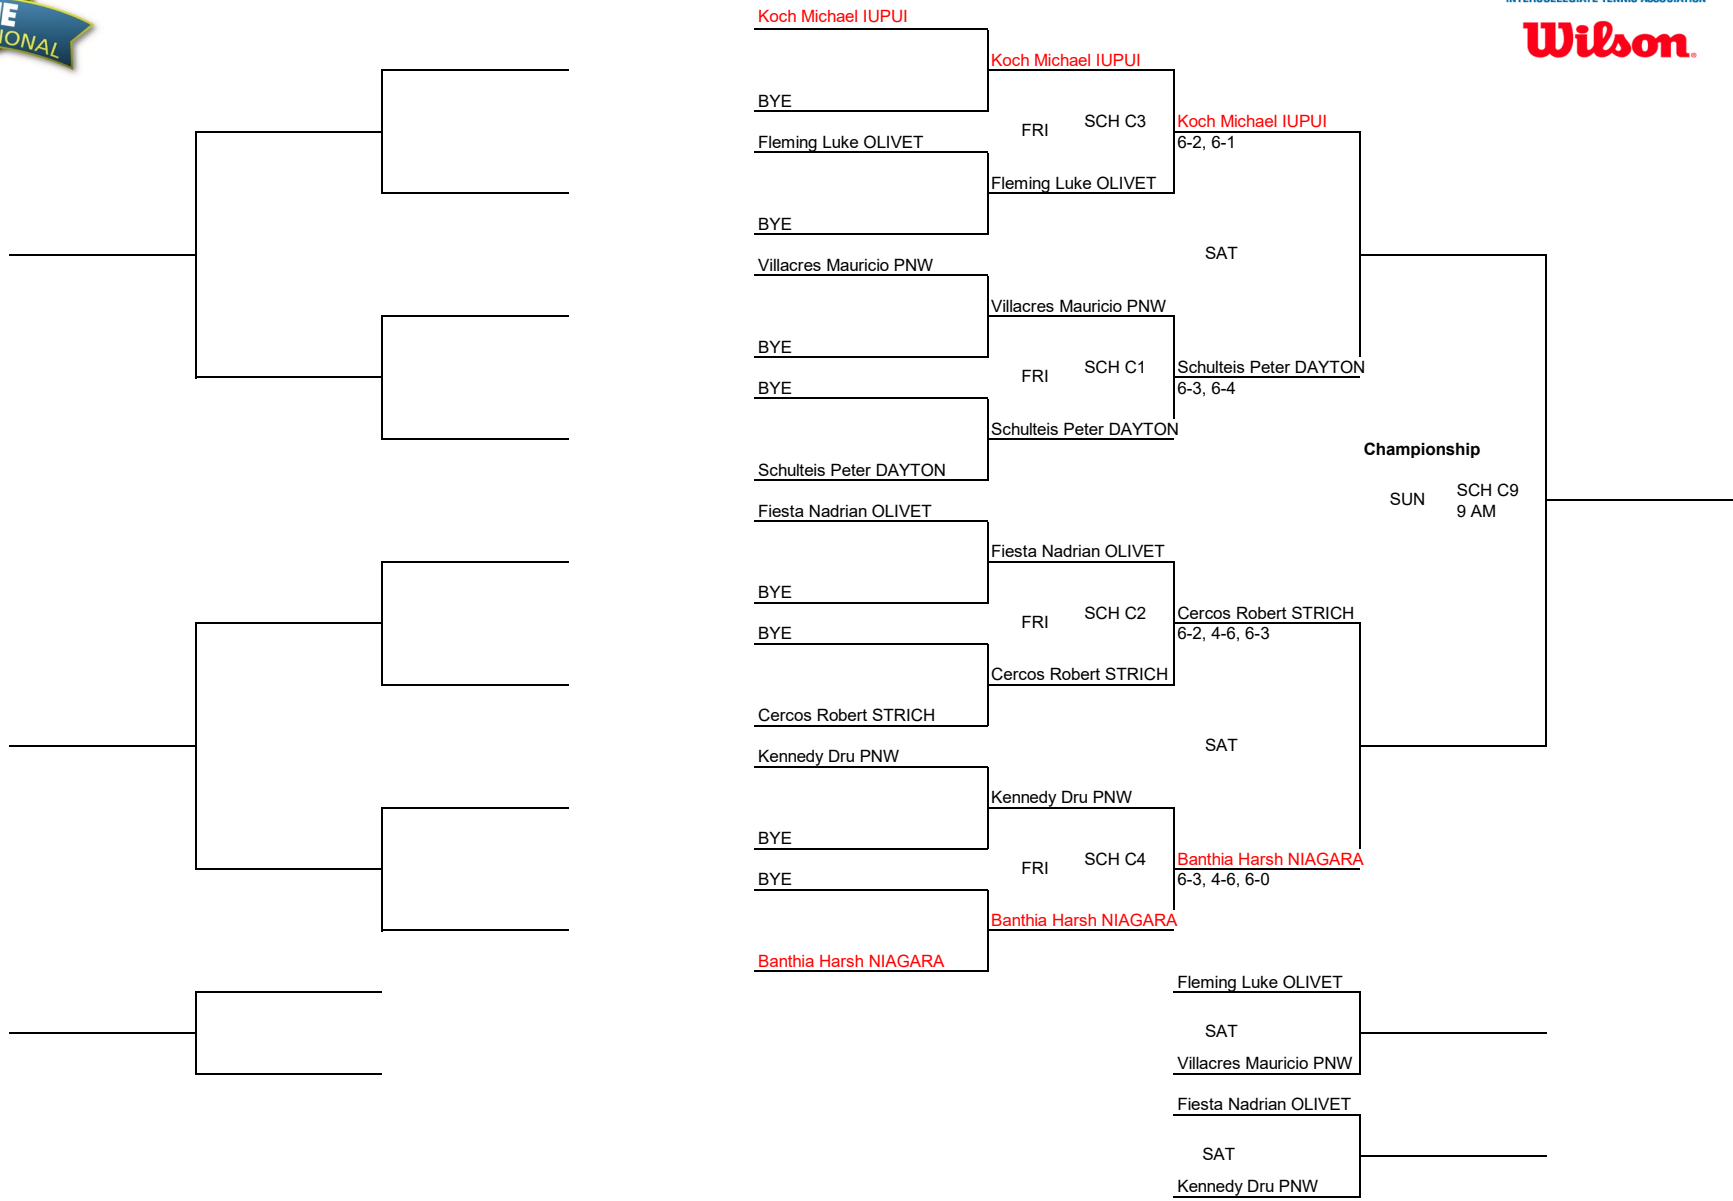 IONAL
INTERCOLLEGIATE TENNIS ASSOCIATION
Wilson.
Koch Michael IUPUI
Koch Michael IUPUI
BYE
FRI
SCH C3
Koch Michael IUPUI
6-2, 6-1
Fleming Luke OLIVET
Fleming Luke OLIVET
BYE
SAT
Villacres Mauricio PNW
Villacres Mauricio PNW
BYE
FRI
SCH C1
Schulteis Peter DAYTON
6-3, 6-4
BYE
Schulteis Peter DAYTON
Schulteis Peter DAYTON
Championship
SUN
SCH C9
9 AM
Fiesta Nadrian OLIVET
Fiesta Nadrian OLIVET
BYE
FRI
SCH C2
Cercos Robert STRICH
6-2, 4-6, 6-3
BYE
Cercos Robert STRICH
Cercos Robert STRICH
SAT
Kennedy Dru PNW
Kennedy Dru PNW
BYE
FRI
SCH C4
Banthia Harsh NIAGARA
6-3, 4-6, 6-0
BYE
Banthia Harsh NIAGARA
Banthia Harsh NIAGARA
Fleming Luke OLIVET
SAT
Villacres Mauricio PNW
Fiesta Nadrian OLIVET
SAT
Kennedy Dru PNW